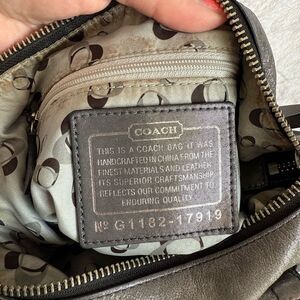 COACH
THIS IS A COACH BAG. IT WAS
HANDCRAFTED IN CHINA FROM THE
FINEST MATERIALS AND LEATHER.
ITS SUPERIOR CRAFTSMANSHIP
REFLECTS OUR COMMITMENT TO
ENDURING QUALITY.
Nº G1182-17919